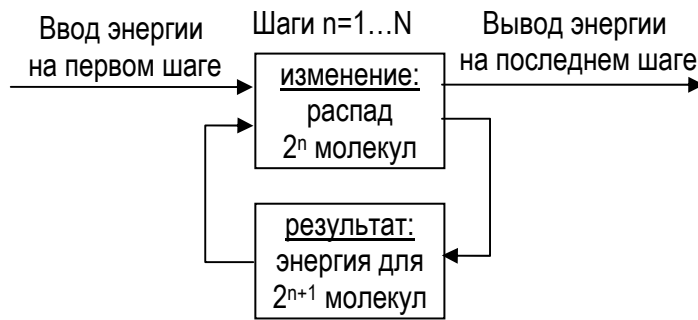 Ввод энергии
на первом шаге
Шаги n=1…N
Вывод энергии
на последнем шаге
изменение:
распад
2ⁿ молекул
результат:
энергия для
2ⁿ⁺¹ молекул